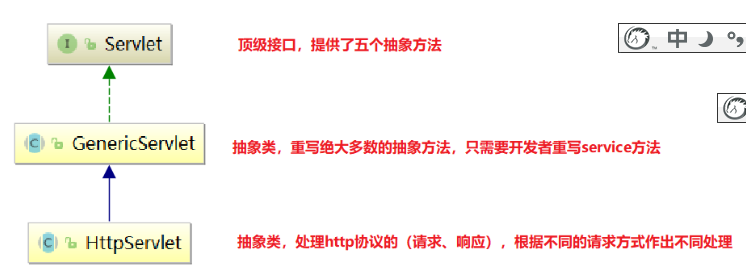 I Servlet
顶级接口，提供了五个抽象方法
中
C GenericServlet
抽象类，重写绝大多数的抽象方法，只需要开发者重写service方法
C HttpServlet
抽象类，处理http协议的（请求、响应），根据不同的请求方式作出不同处理